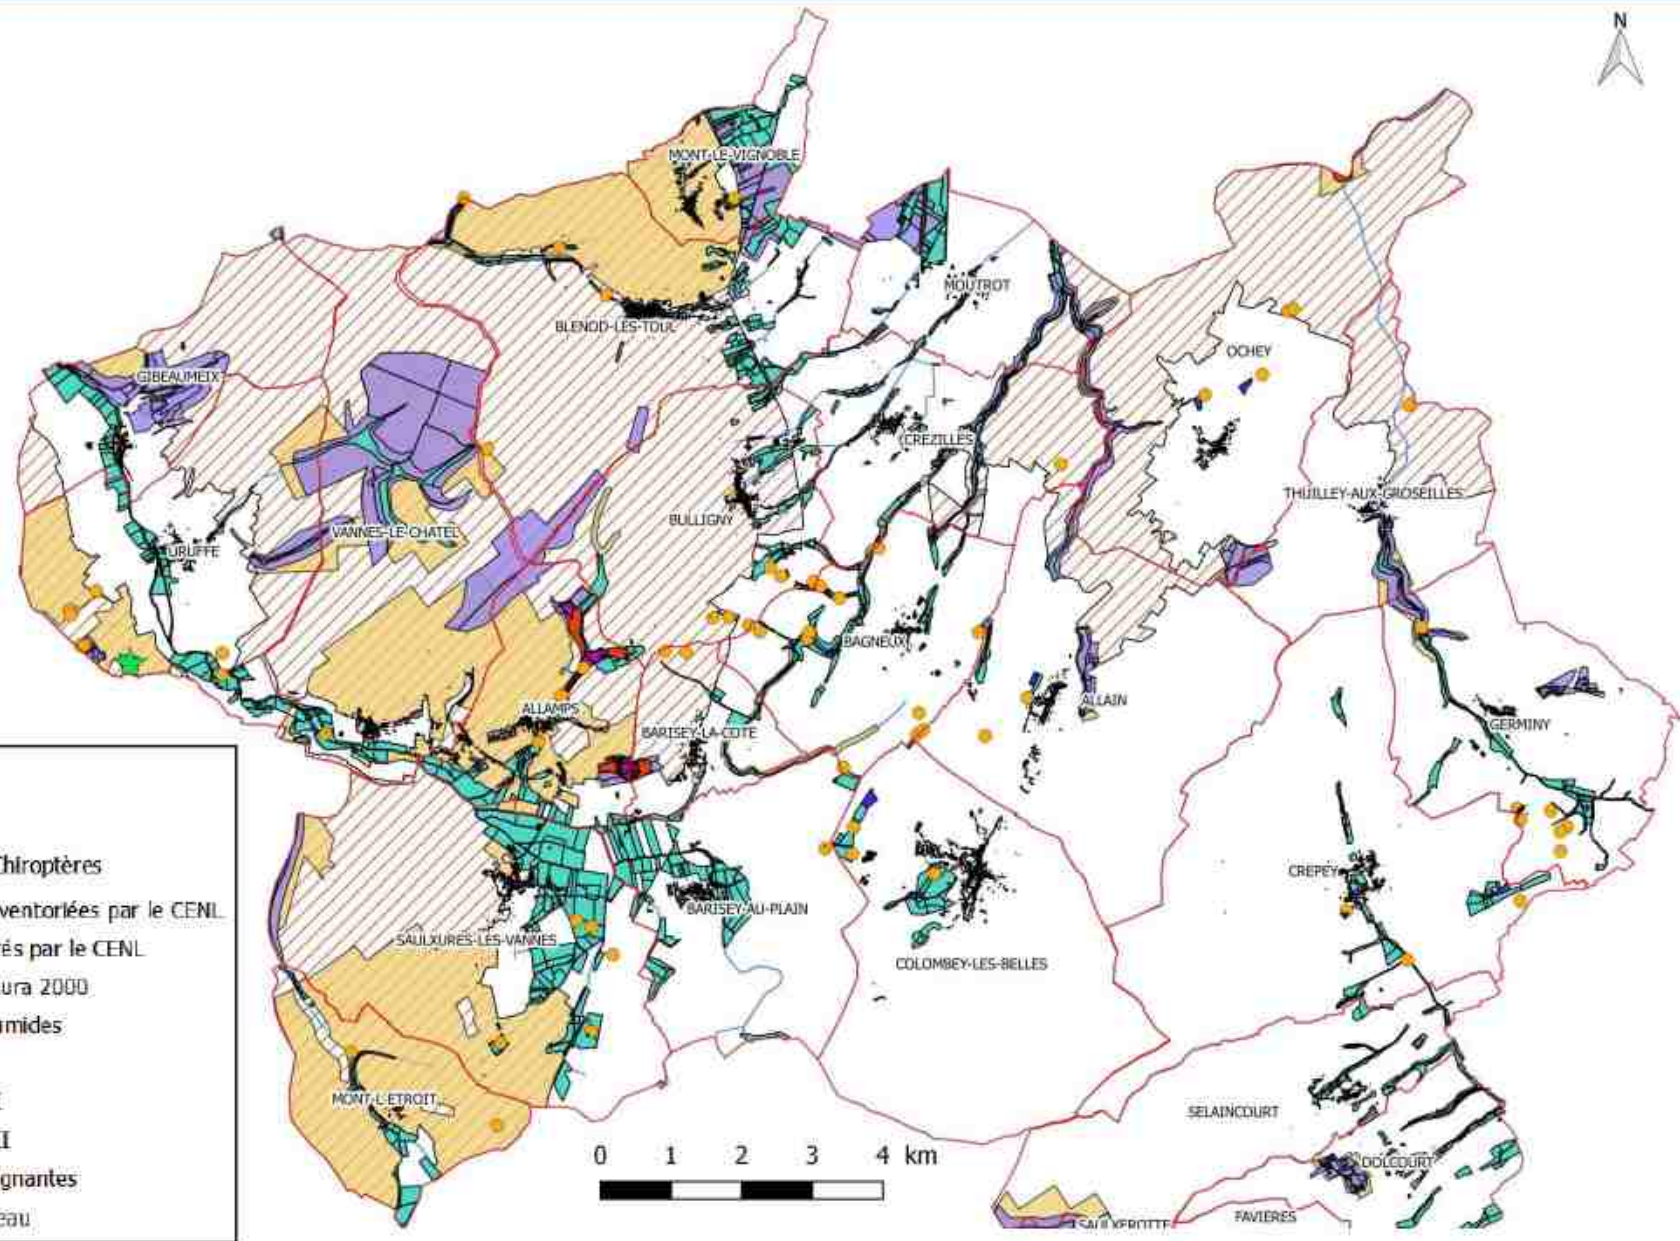 N
MONT-LE-VIGNOBLE
MOUTROT
BLENOD-LES-TOUL
OCHEY
GIBEAUMEIX
CREZILLES
THUILLEY-AUX-GROSEILLES
BULLIGNY
VANNES-LE-CHATEL
URUFFE
BAGNEUX
ALLAIN
ALLAMPS
GERMINY
BARISEY-LA-COTE
CREPEY
BARISEY-AU-PLAIN
SAULXURES-LES-VANNES
COLOMBEY-LES-BELLES
MONT-L-ETROIT
SELAINCOURT
DOLCOURT
FAVIERES
SAULXEROTTE
0 1 2 3 4 km
Chiroptères
ventoriées par le CENL
rés par le CENL
ura 2000
umides
I
II
gnantes
eau